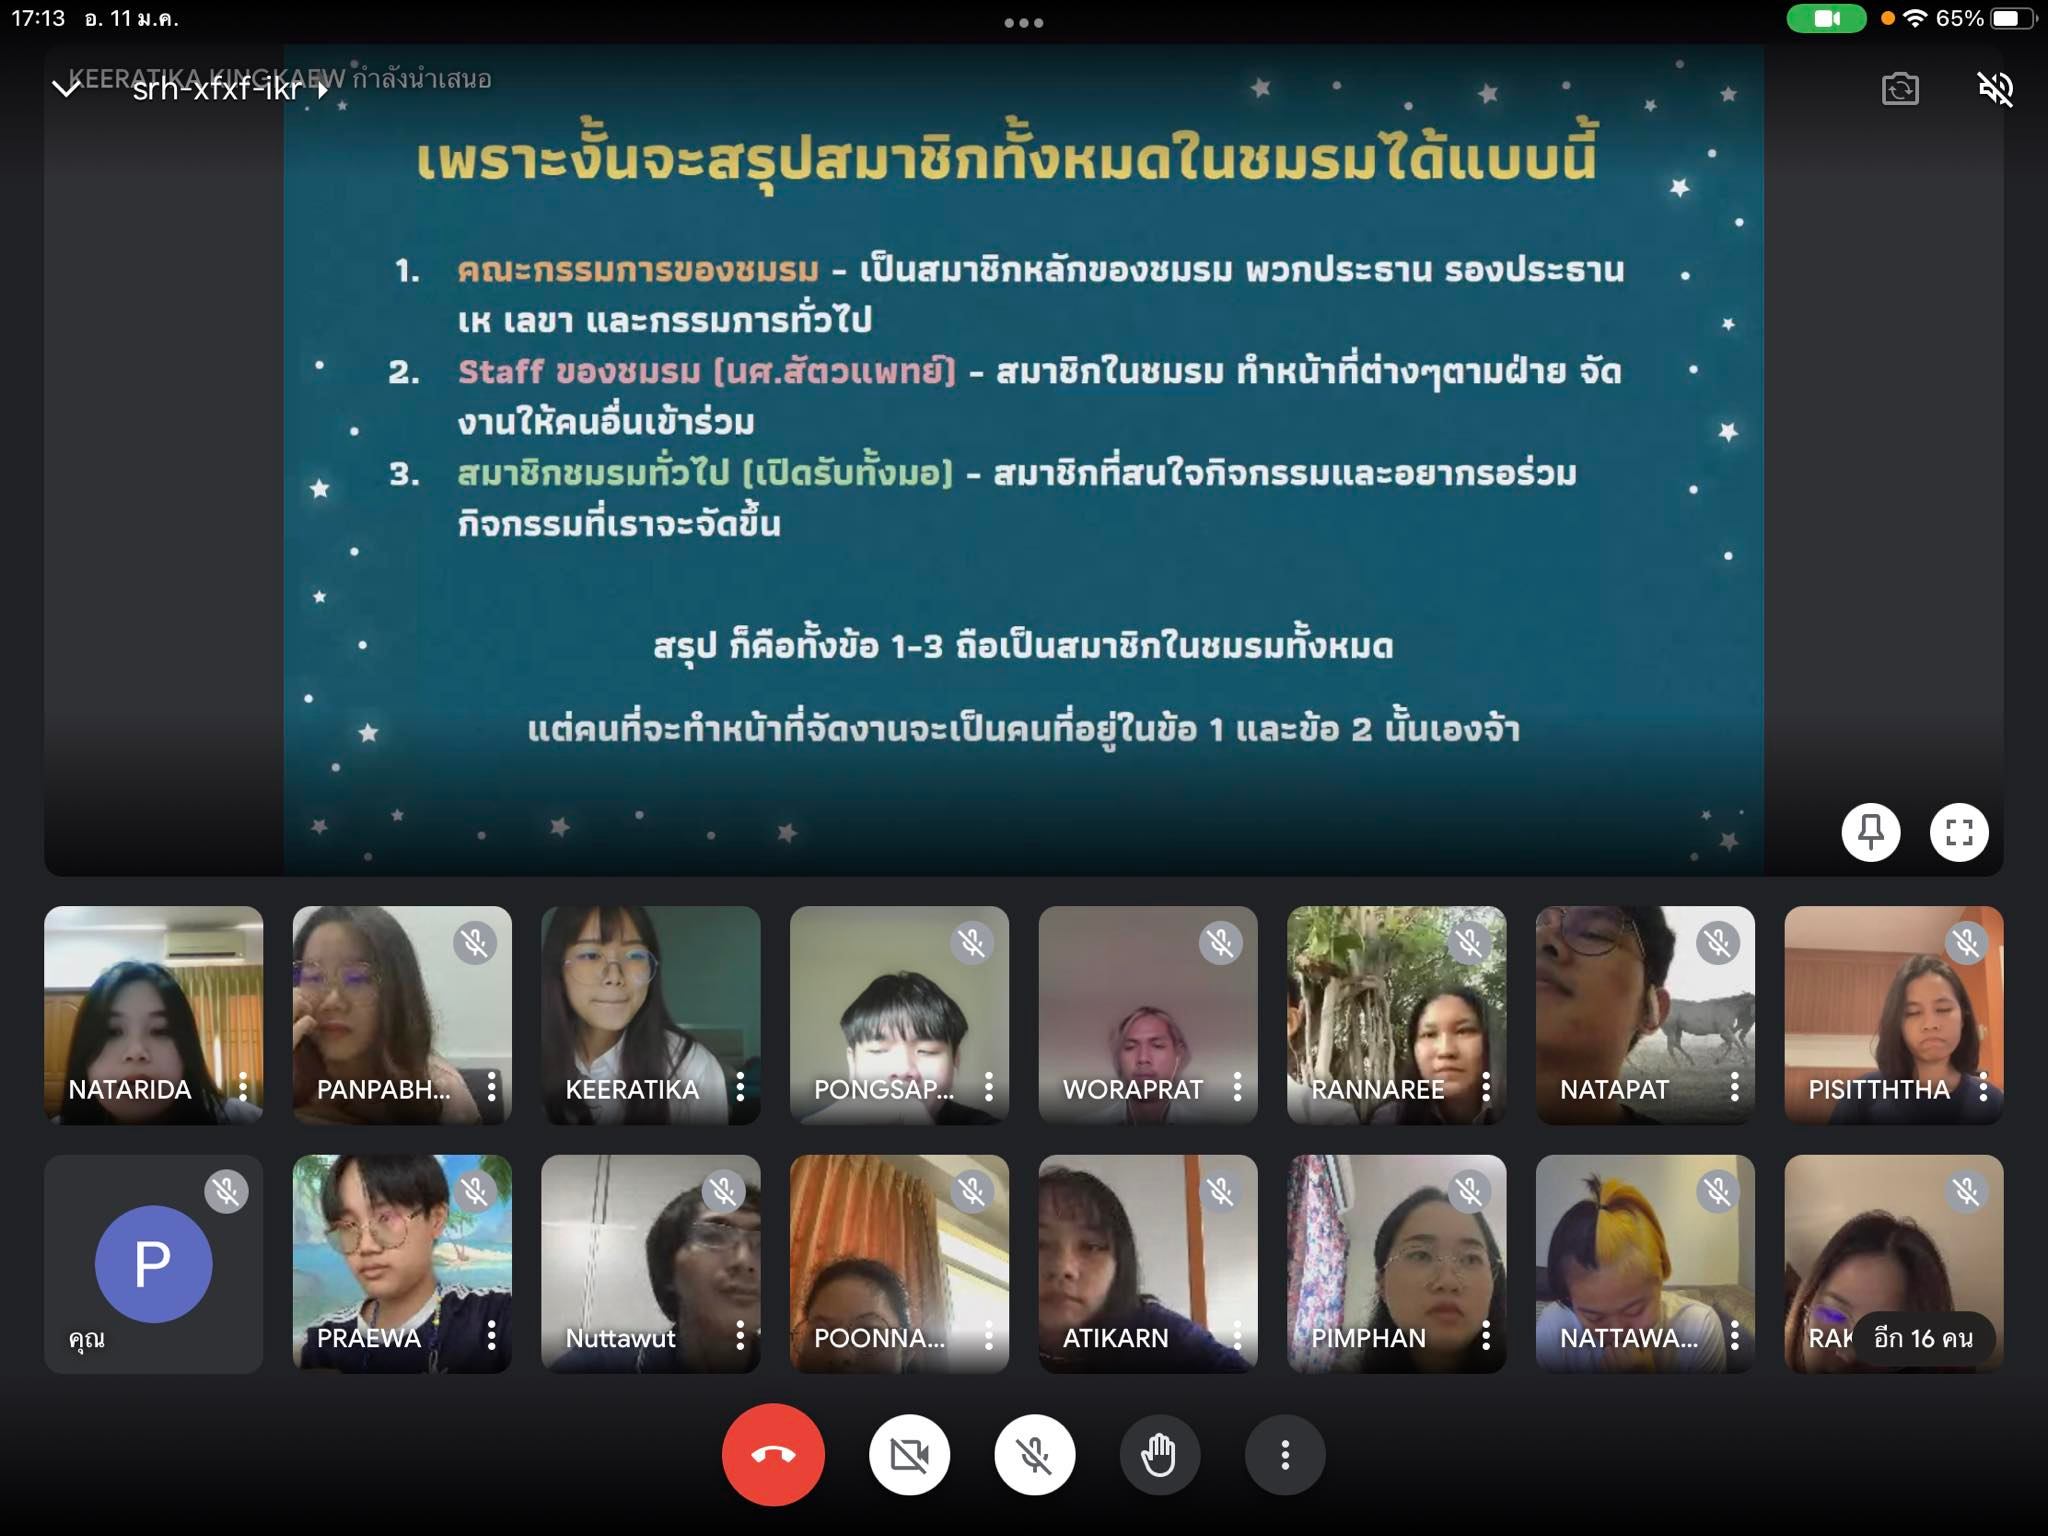 17:13 อ. 11 ม.ค.
65%
KEERATIKA KINGKAEW กำลังนำเสนอ
srh-xfxf-ikr
เพราะงั้นจะสรุปสมาชิกทั้งหมดในชมรมได้แบบนี้
1. คณะกรรมการของชมรม - เป็นสมาชิกหลักของชมรม พวกประธาน รองประธาน
เห เลขา และกรรมการทั่วไป
2. Staff ของชมรม (นศ.สัตวแพทย์) - สมาชิกในชมรม ทำหน้าที่ต่างๆตามฝ่าย จัด
งานให้คนอื่นเข้าร่วม
3. สมาชิกชมรมทั่วไป (เปิดรับทั้งมอ) - สมาชิกที่สนใจกิจกรรมและอยากรอร่วม
กิจกรรมที่เราจะจัดขึ้น
สรุป ก็คือทั้งข้อ 1-3 ถือเป็นสมาชิกในชมรมทั้งหมด
แต่คนที่จะทำหน้าที่จัดงานจะเป็นคนที่อยู่ในข้อ 1 และข้อ 2 นั้นเองจ้า
NATARIDA
PANPABH...
KEERATIKA
PONGSAP...
WORAPRAT
RANNAREE
NATAPAT
PISITTHTHA
P
คุณ
PRAEWA
Nuttawut
POONNA...
ATIKARN
PIMPHAN
NATTAWA...
RAK
อีก 16 คน